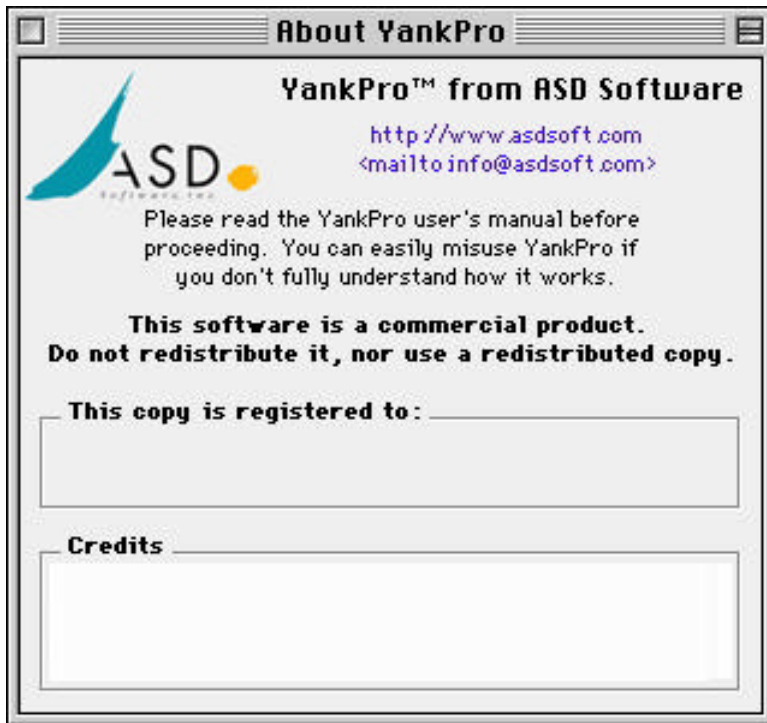 About YankPro
YankPro™ from ASD Software
http://www.asdsoft.com
<mailto:info@asdsoft.com>
ASD
Software, Inc.
Please read the YankPro user's manual before
proceeding. You can easily misuse YankPro if
you don't fully understand how it works.
This software is a commercial product.
Do not redistribute it, nor use a redistributed copy.
This copy is registered to:
Credits